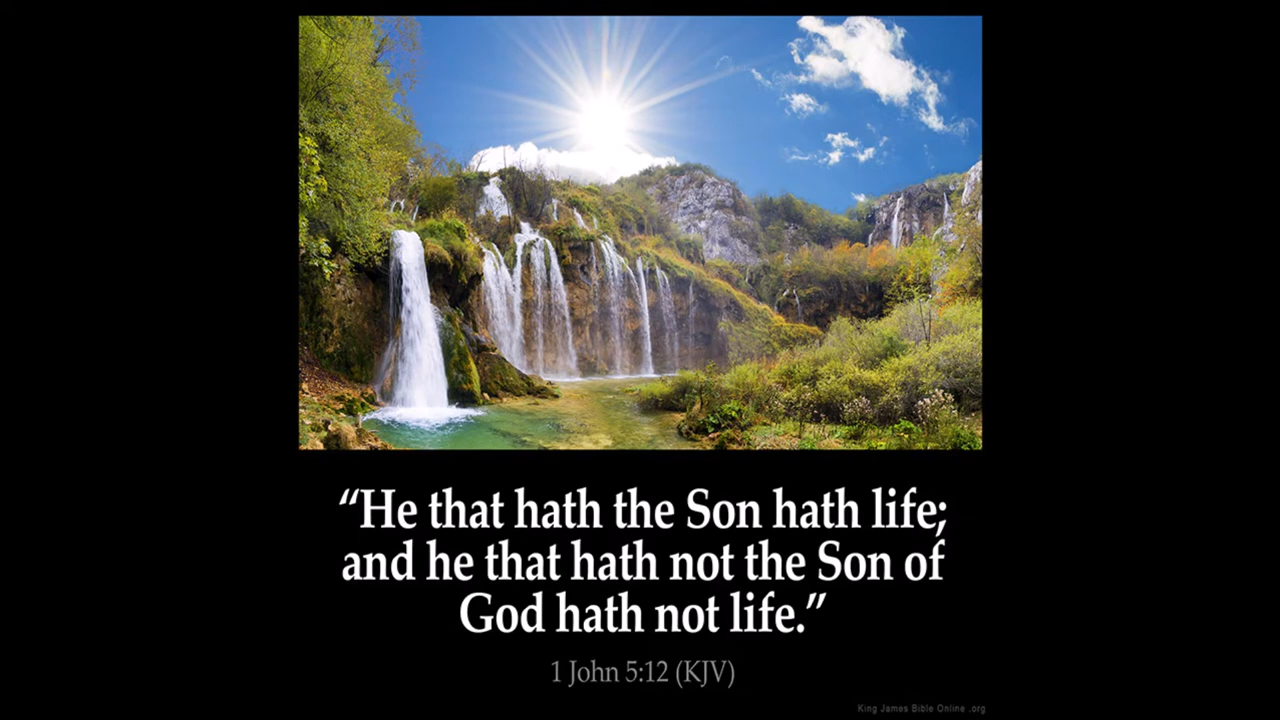 “He that hath the Son hath life;
and he that hath not the Son of
God hath not life.”
1 John 5:12 (KJV)
King James Bible Online .org